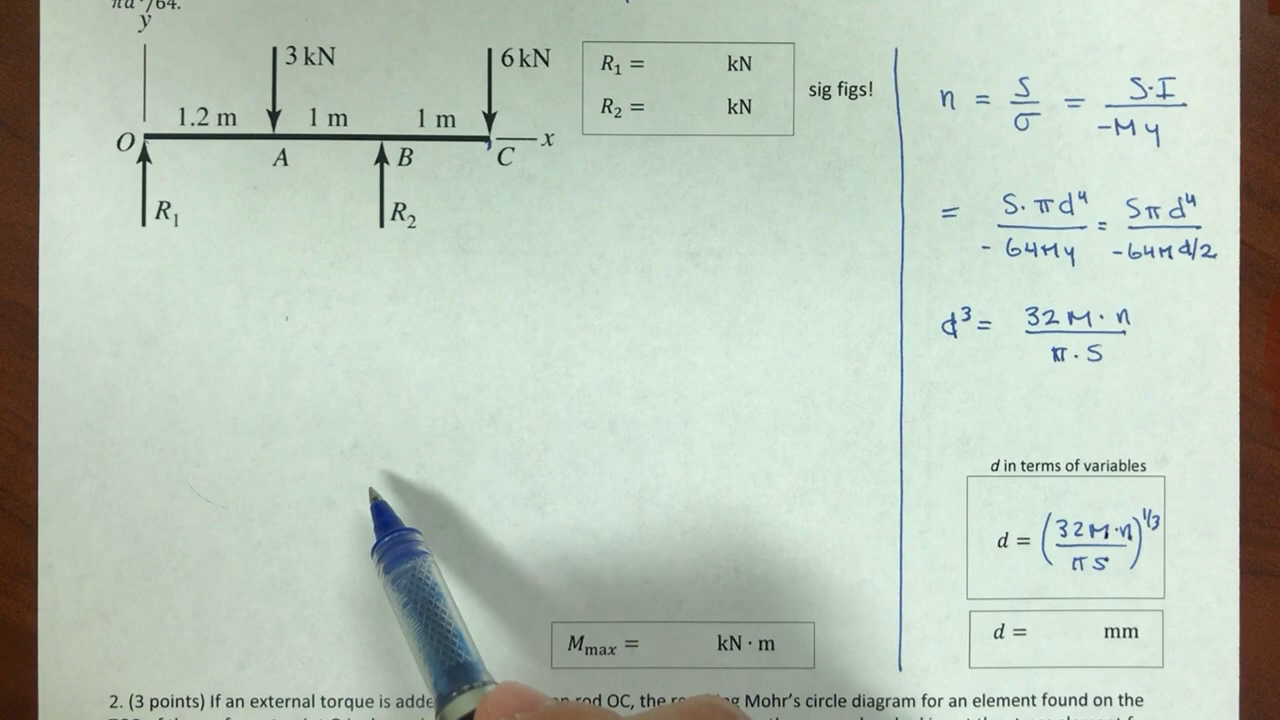 πd⁴/64.
y
3 kN
6 kN
1.2 m
1 m
1 m
O
A
B
C
x
R₁
R₂
R₁ = kN
R₂ = kN
sig figs!
n = S/σ = S·I/-My
= S·πd⁴/-64My = Sπd⁴/-64Md/2
d³ = 32M·n/π·S
d in terms of variables
d = (32M·n/πS)^1/3
d = mm
Mmax = kN · m
2. (3 points) If an external torque is adde rod OC, the Mohr's circle diagram for an element found on the